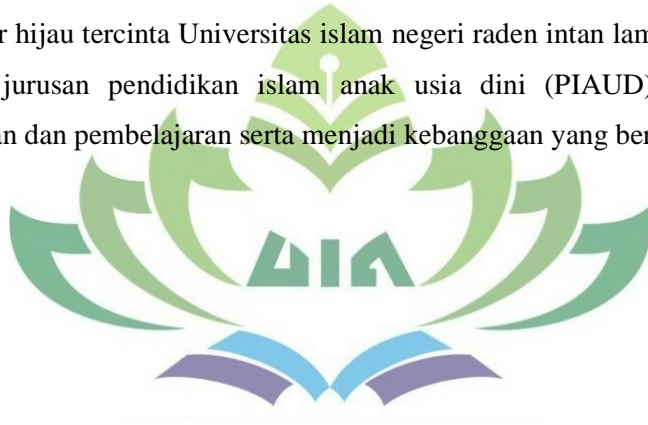 r hijau tercinta Universitas islam negeri raden intan lam
jurusan pendidikan islam anak usia dini (PIAUD)
an dan pembelajaran serta menjadi kebanggaan yang ber
UIN